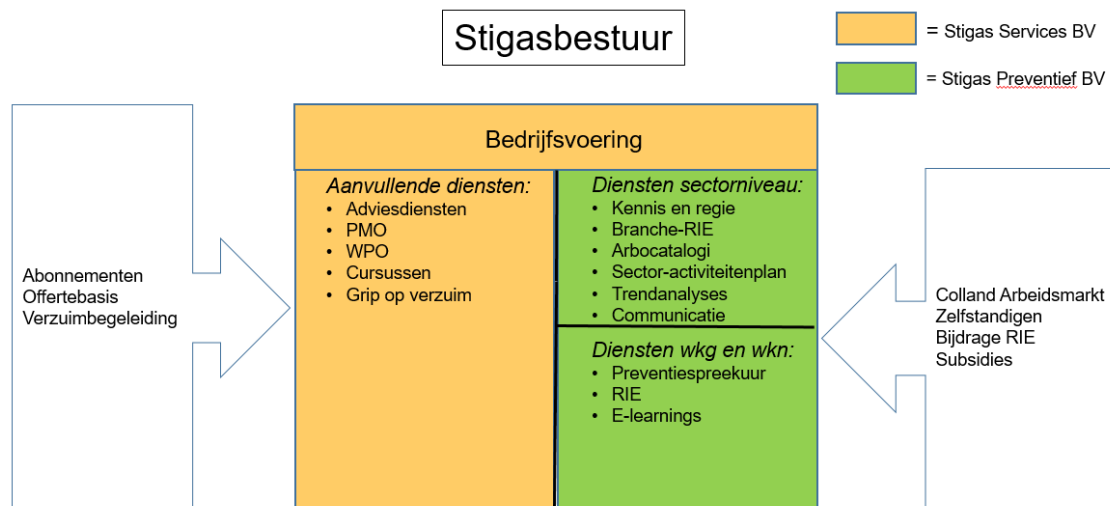 Stigasbestuur
= Stigas Services BV
= Stigas Preventief BV
Bedrijfsvoering
Abonnementen
Offertebasis
Verzuimbegeleiding
Aanvullende diensten:
• Adviesdiensten
• PMO
• WPO
• Cursussen
• Grip op verzuim
Diensten sectorniveau:
• Kennis en regie
• Branche-RIE
• Arbocatalogi
• Sector-activiteitenplan
• Trendanalyses
• Communicatie
Diensten wkg en wkn:
• Preventiespreekuur
• RIE
• E-learnings
Colland Arbeidsmarkt
Zelfstandigen
Bijdrage RIE
Subsidies